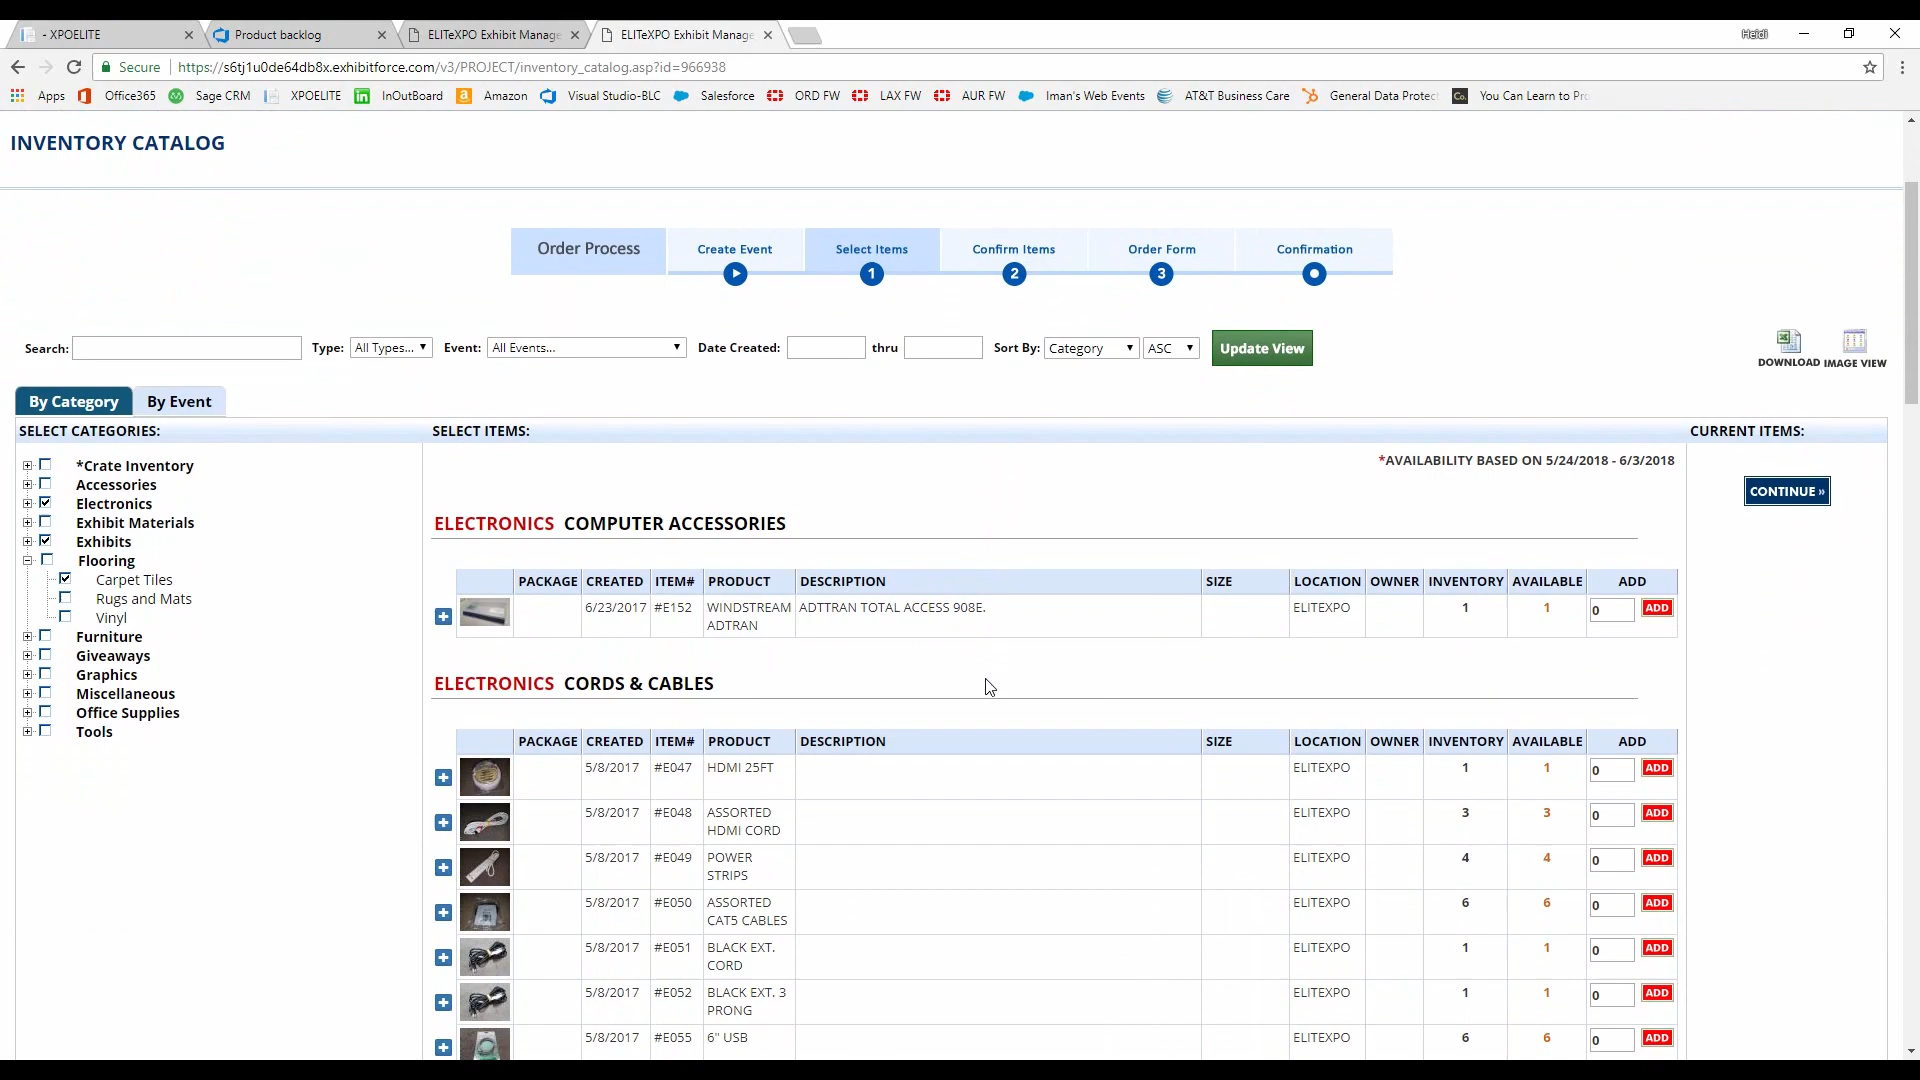 - XPOELITE
Product backlog
ELITeXPO Exhibit Manage
ELITeXPO Exhibit Manage
Heidi
Secure https://s6tj1u0de64db8x.exhibitforce.com/v3/PROJECT/inventory_catalog.asp?id=966938
Apps Office365 Sage CRM XPOELITE InOutBoard Amazon Visual Studio-BLC Salesforce ORD FW LAX FW AUR FW Iman's Web Events AT&T Business Care General Data Protec You Can Learn to Pr
INVENTORY CATALOG
Order Process Create Event Select Items Confirm Items Order Form Confirmation
1 2 3
Search: Type: All Types... Event: All Events... Date Created: thru Sort By: Category ASC Update View
DOWNLOAD IMAGE VIEW
By Category By Event
SELECT CATEGORIES: SELECT ITEMS: CURRENT ITEMS:
*AVAILABILITY BASED ON 5/24/2018 - 6/3/2018
CONTINUE »
*Crate Inventory
Accessories
Electronics
Exhibit Materials
Exhibits
Flooring
Carpet Tiles
Rugs and Mats
Vinyl
Furniture
Giveaways
Graphics
Miscellaneous
Office Supplies
Tools
ELECTRONICS COMPUTER ACCESSORIES
PACKAGE CREATED ITEM# PRODUCT DESCRIPTION SIZE LOCATION OWNER INVENTORY AVAILABLE ADD
6/23/2017 #E152 WINDSTREAM ADTTRAN TOTAL ACCESS 908E. ELITEXPO 1 1 0 ADD
ADTRAN
ELECTRONICS CORDS & CABLES
PACKAGE CREATED ITEM# PRODUCT DESCRIPTION SIZE LOCATION OWNER INVENTORY AVAILABLE ADD
5/8/2017 #E047 HDMI 25FT ELITEXPO 1 1 0 ADD
5/8/2017 #E048 ASSORTED ELITEXPO 3 3 0 ADD
HDMI CORD
5/8/2017 #E049 POWER ELITEXPO 4 4 0 ADD
STRIPS
5/8/2017 #E050 ASSORTED ELITEXPO 6 6 0 ADD
CAT5 CABLES
5/8/2017 #E051 BLACK EXT. ELITEXPO 1 1 0 ADD
CORD
5/8/2017 #E052 BLACK EXT. 3 ELITEXPO 1 1 0 ADD
PRONG
5/8/2017 #E055 6" USB ELITEXPO 6 6 0 ADD